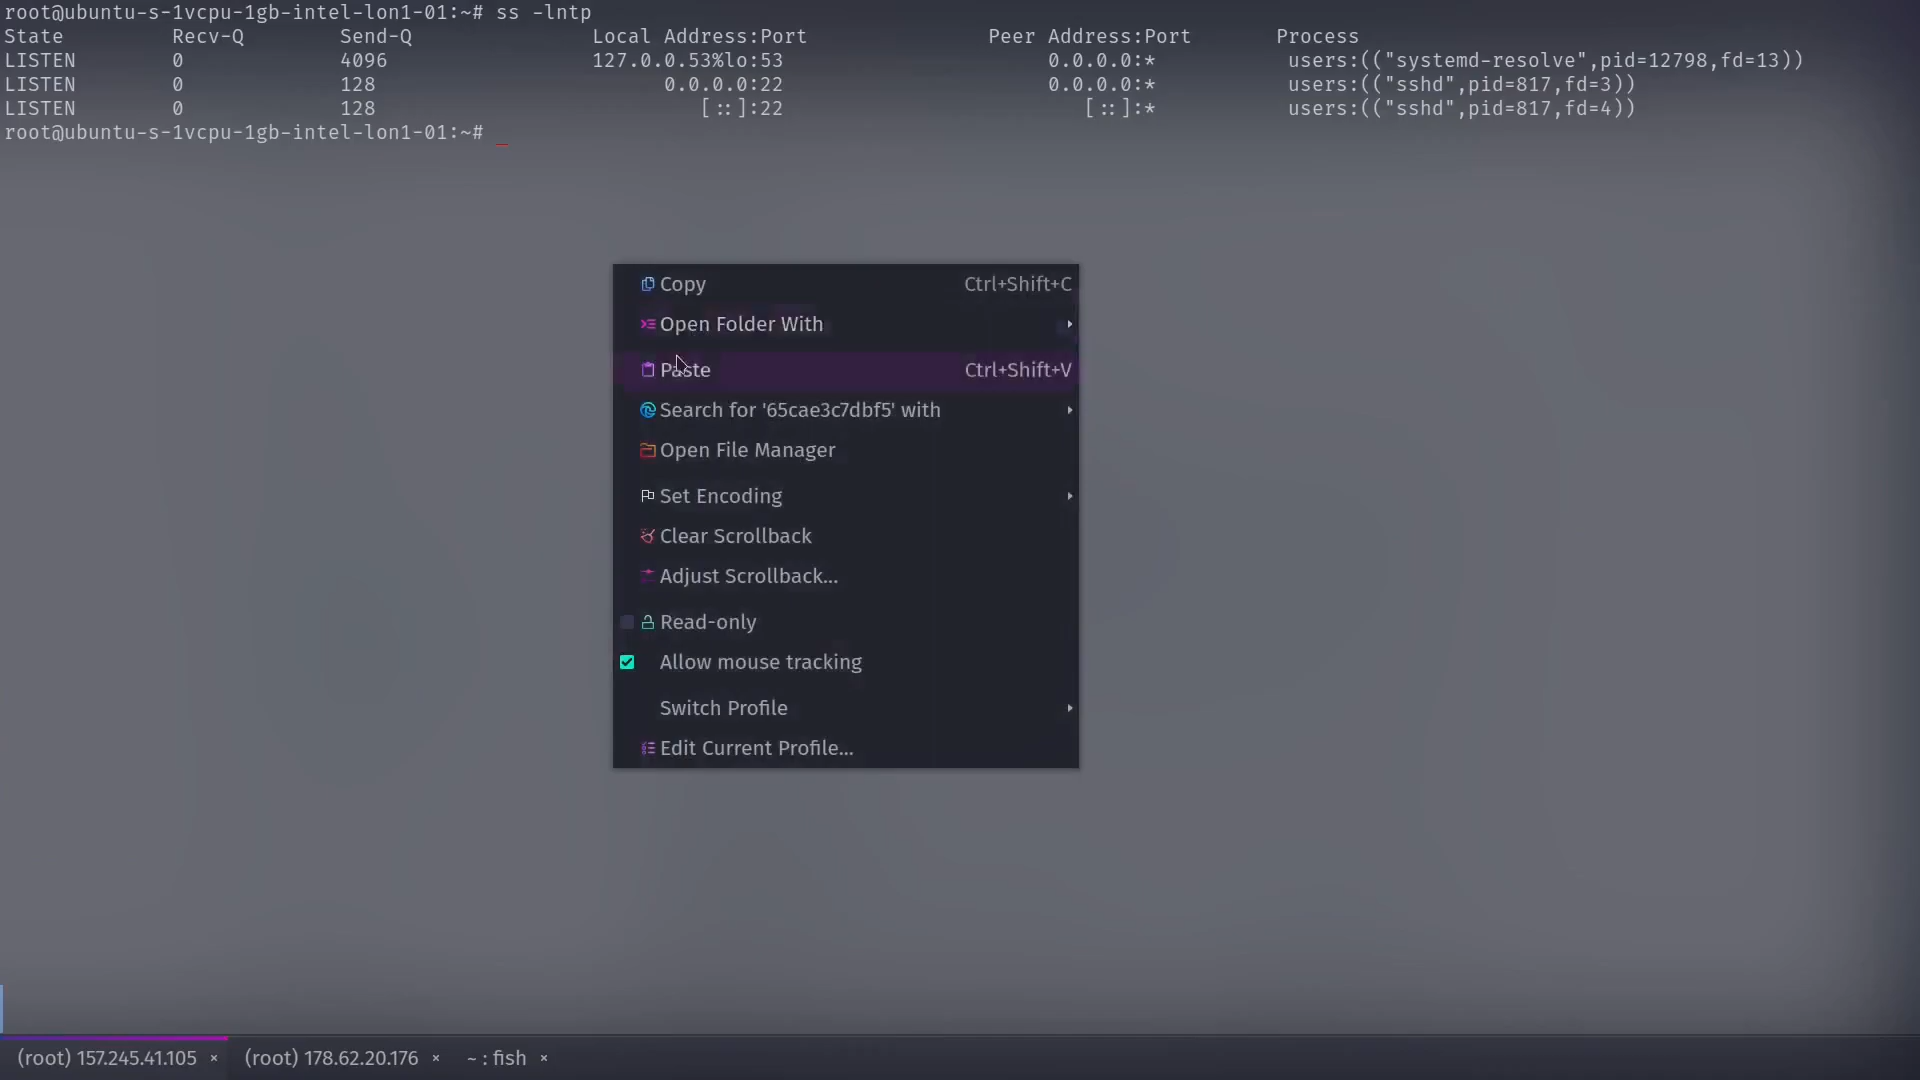 root@ubuntu-s-1vcpu-1gb-intel-lon1-01:~# ss -lntp
State Recv-Q Send-Q Local Address:Port Peer Address:Port Process
LISTEN 0 4096 127.0.0.53%lo:53 0.0.0.0:* users:(("systemd-resolve",pid=12798,fd=13))
LISTEN 0 128 0.0.0.0:22 0.0.0.0:* users:(("sshd",pid=817,fd=3))
LISTEN 0 128 [::]:22 [::]:* users:(("sshd",pid=817,fd=4))
root@ubuntu-s-1vcpu-1gb-intel-lon1-01:~#
Copy Ctrl+Shift+C
Open Folder With
Paste Ctrl+Shift+V
Search for '65cae3c7dbf5' with
Open File Manager
Set Encoding
Clear Scrollback
Adjust Scrollback...
Read-only
Allow mouse tracking
Switch Profile
Edit Current Profile...
(root) 157.245.41.105 × (root) 178.62.20.176 × ~ : fish ×